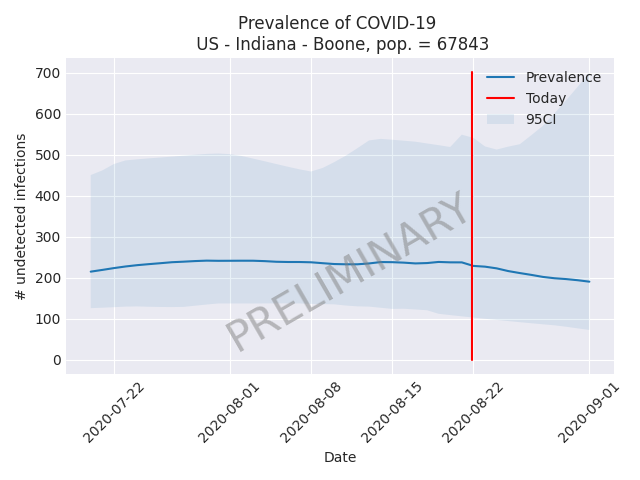 Prevalence of COVID-19
US - Indiana - Boone, pop. = 67843
# undetected infections
700
600
500
400
300
200
100
0
Prevalence
Today
95CI
PRELIMINARY
2020-07-22
2020-08-01
2020-08-08
2020-08-15
2020-08-22
2020-09-01
Date